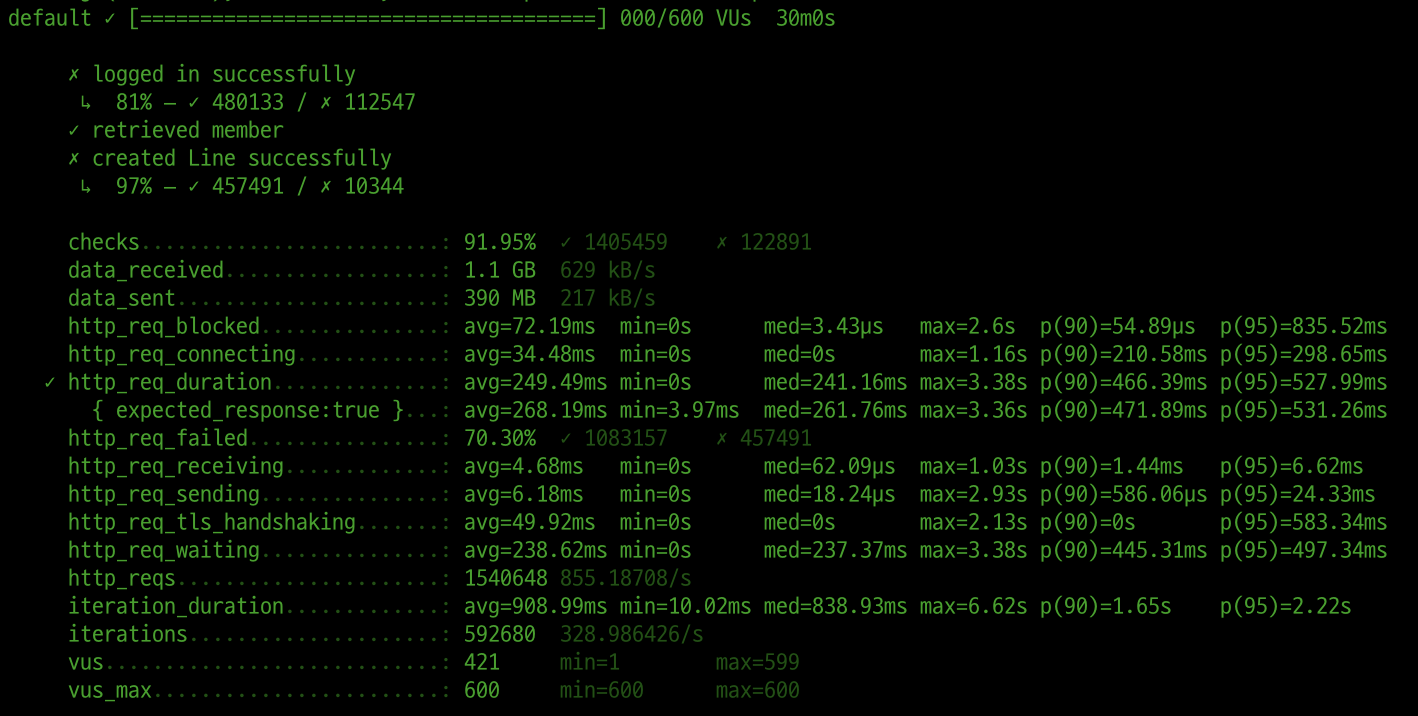 default ✓ [======================================] 000/600 VUs  30m0s
✗ logged in successfully
↳  81% — ✓ 480133 / ✗ 112547
✓ retrieved member
✗ created Line successfully
↳  97% — ✓ 457491 / ✗ 10344
checks.........................: 91.95%  ✓ 1405459    ✗ 122891
data_received..................: 1.1 GB  629 kB/s
data_sent......................: 390 MB  217 kB/s
http_req_blocked...............: avg=72.19ms  min=0s      med=3.43µs   max=2.6s  p(90)=54.89µs  p(95)=835.52ms
http_req_connecting............: avg=34.48ms  min=0s      med=0s       max=1.16s p(90)=210.58ms p(95)=298.65ms
✓ http_req_duration..............: avg=249.49ms min=0s      med=241.16ms max=3.38s p(90)=466.39ms p(95)=527.99ms
{ expected_response:true }...: avg=268.19ms min=3.97ms  med=261.76ms max=3.36s p(90)=471.89ms p(95)=531.26ms
http_req_failed................: 70.30%  ✓ 1083157    ✗ 457491
http_req_receiving.............: avg=4.68ms   min=0s      med=62.09µs  max=1.03s p(90)=1.44ms   p(95)=6.62ms
http_req_sending...............: avg=6.18ms   min=0s      med=18.24µs  max=2.93s p(90)=586.06µs p(95)=24.33ms
http_req_tls_handshaking.......: avg=49.92ms  min=0s      med=0s       max=2.13s p(90)=0s       p(95)=583.34ms
http_req_waiting...............: avg=238.62ms min=0s      med=237.37ms max=3.38s p(90)=445.31ms p(95)=497.34ms
http_reqs......................: 1540648 855.18708/s
iteration_duration.............: avg=908.99ms min=10.02ms med=838.93ms max=6.62s p(90)=1.65s    p(95)=2.22s
iterations.....................: 592680  328.986426/s
vus............................: 421     min=1        max=599
vus_max........................: 600     min=600      max=600